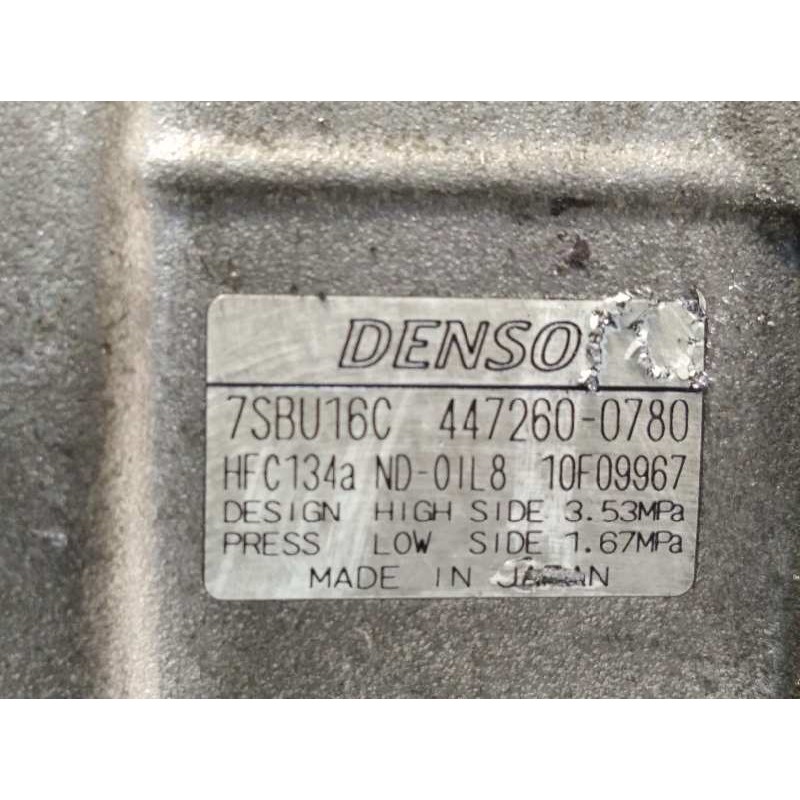 DENSO
7SBU16C 447260-0780
HFC134a ND-OIL8 10F09967
DESIGN HIGH SIDE 3.53MPa
PRESS LOW SIDE 1.67MPa
MADE IN JAPAN